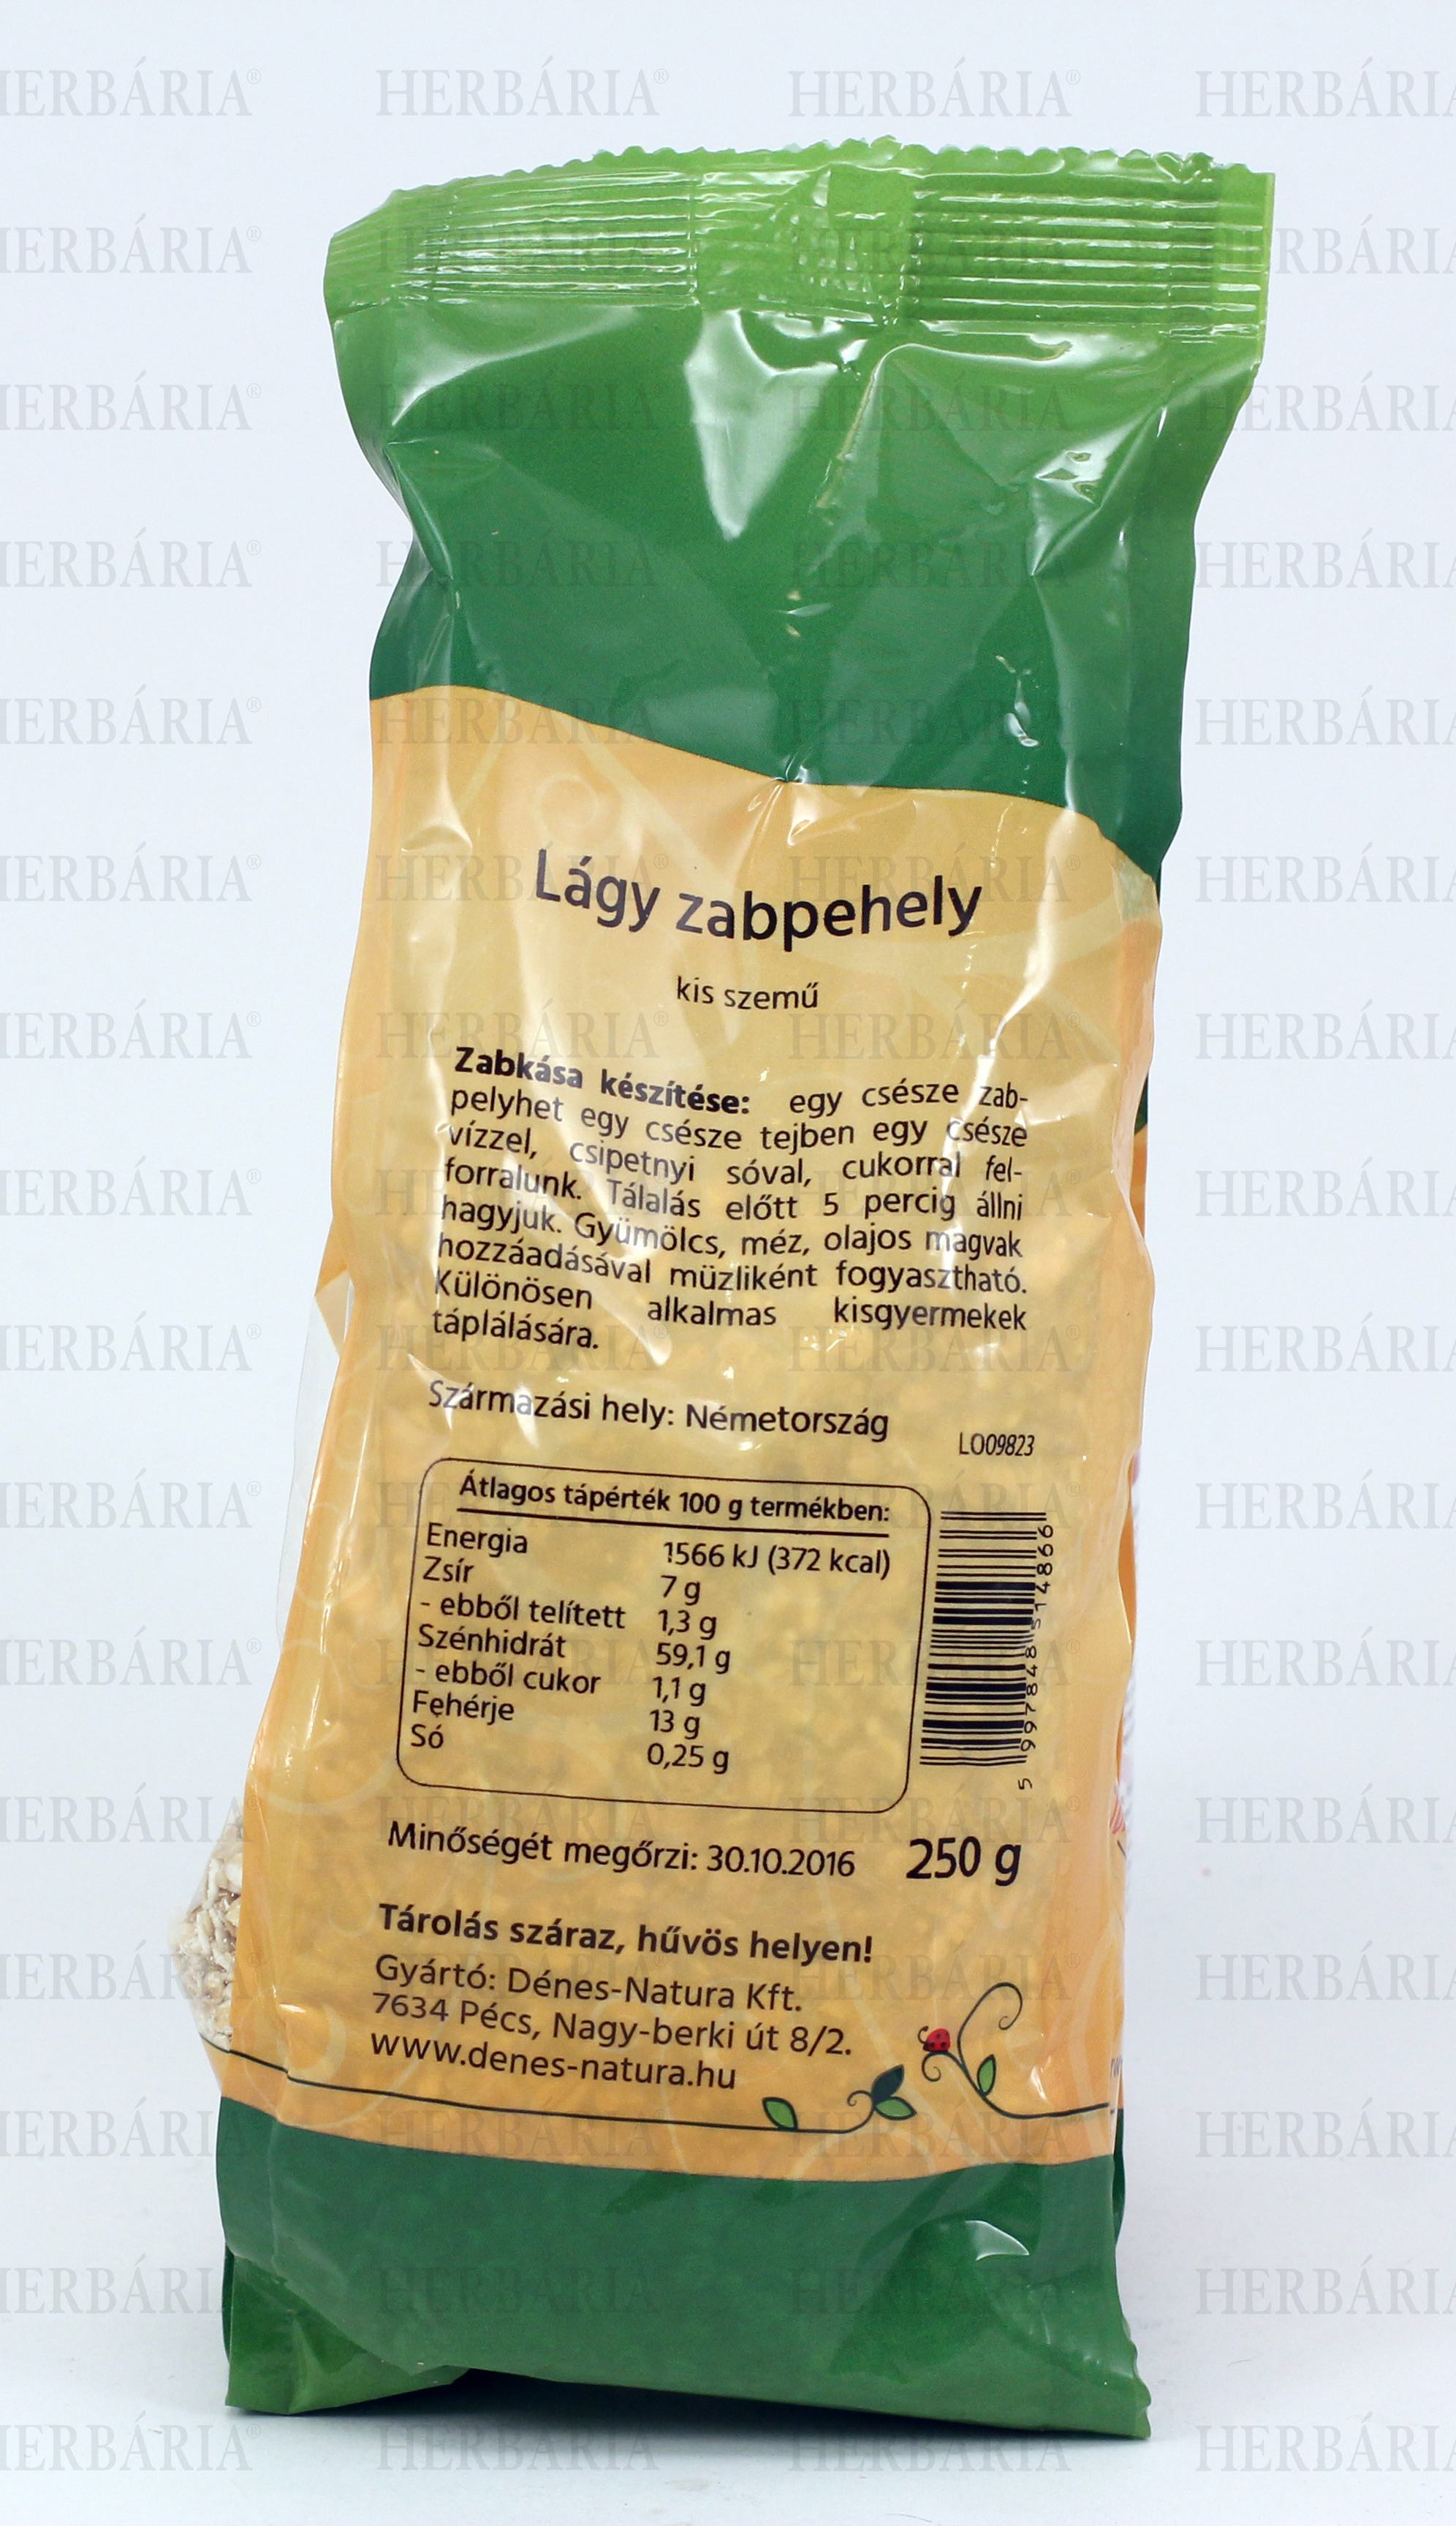 HERBÁRIA®
Lágy zabpehely
kis szemű
Zabkása készítése: egy csésze zab-
pelyhet egy csésze tejben egy csésze
vízzel, csipetnyi sóval, cukorral fel-
forralunk. Tálalás előtt 5 percig állni
hagyjuk. Gyümölcs, méz, olajos magvak
hozzáadásával müzliként fogyasztható.
Különösen alkalmas kisgyermekek
táplálására.
Származási hely: Németország
LO09823
Átlagos tápérték 100 g termékben:
Energia 1566 kJ (372 kcal)
Zsír 7 g
- ebből telített 1,3 g
Szénhidrát 59,1 g
- ebből cukor 1,1 g
Fehérje 13 g
Só 0,25 g
5 997848 514866
Minőségét megőrzi: 30.10.2016 250 g
Tárolás száraz, hűvös helyen!
Gyártó: Dénes-Natura Kft.
7634 Pécs, Nagy-berki út 8/2.
www.denes-natura.hu